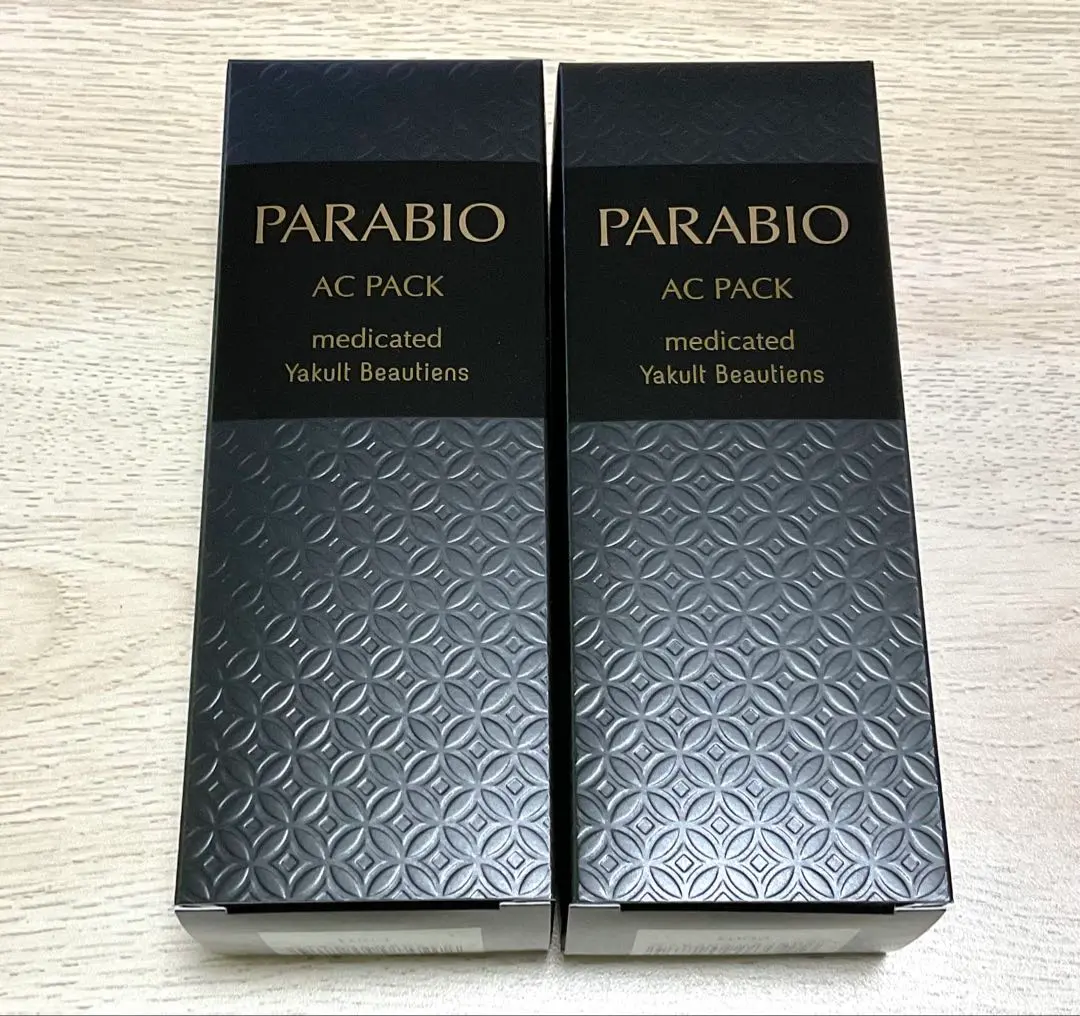 PARABIO
AC PACK
medicated
Yakult Beautiens
PARABIO
AC PACK
medicated
Yakult Beautiens